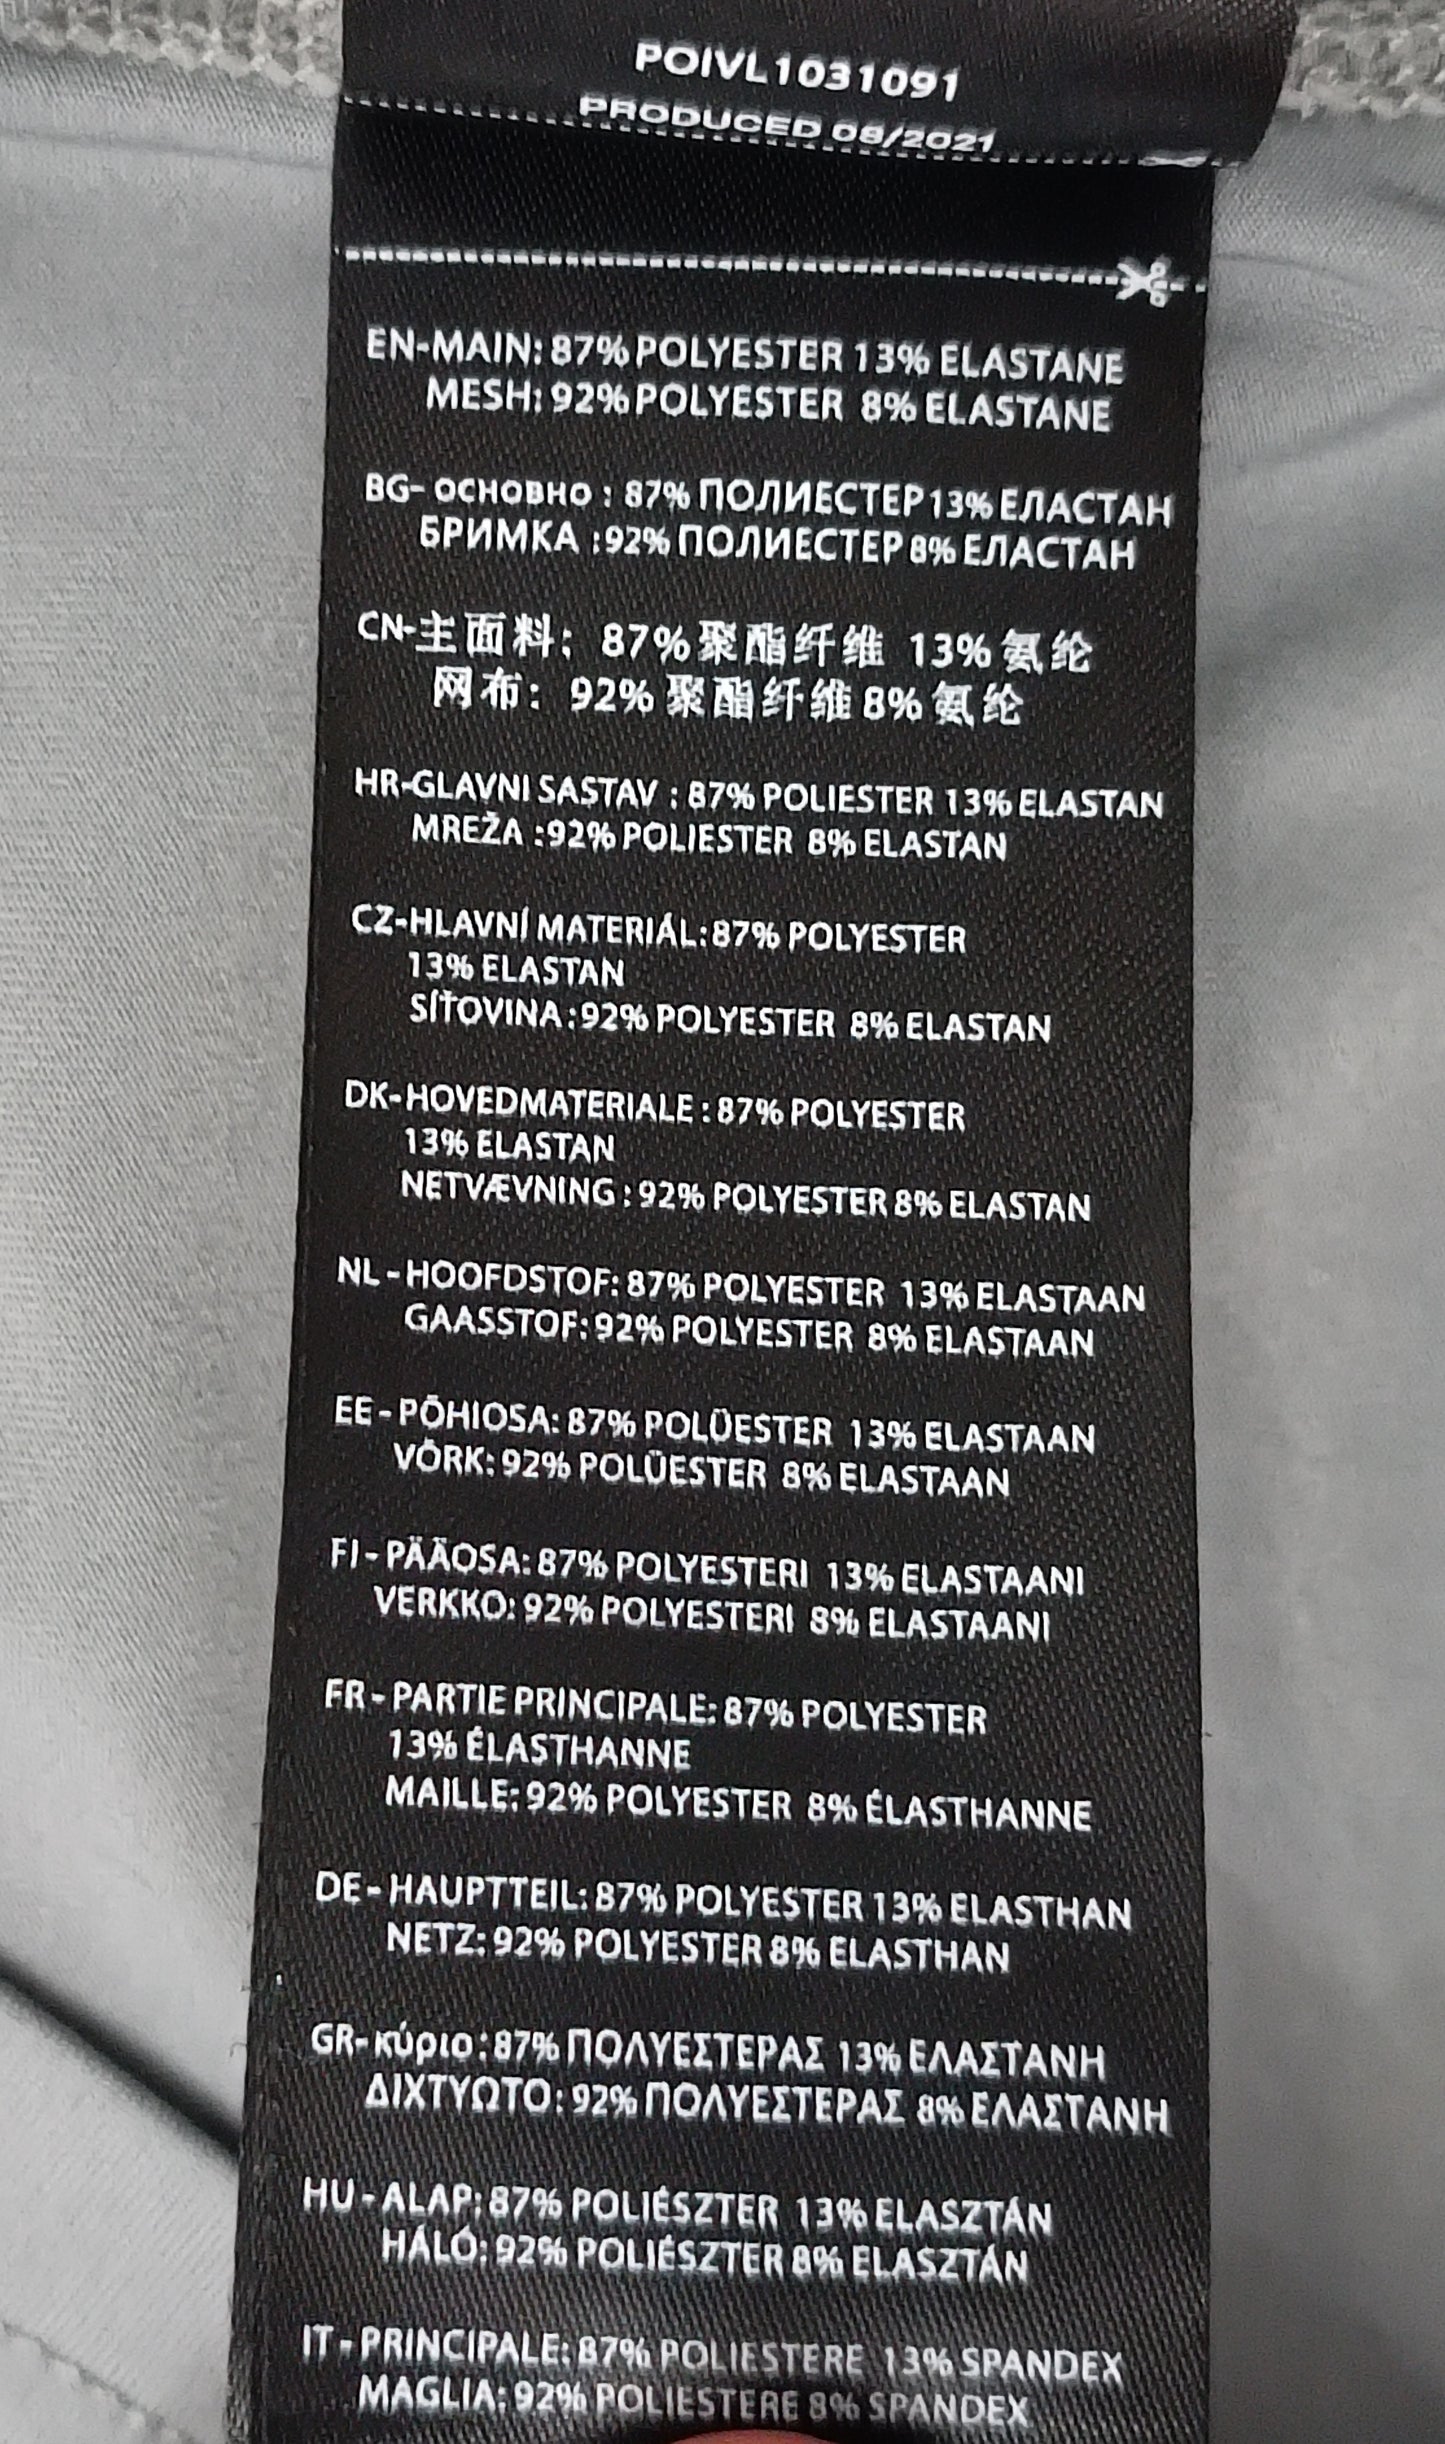 POIVL1031091
PRODUCED 08/2021
EN-MAIN: 87% POLYESTER 13% ELASTANE
MESH: 92% POLYESTER 8% ELASTANE
BG- ОСНОВНО : 87% ПОЛИЕСТЕР 13% ЕЛАСТАН
БРИМКА :92% ПОЛИЕСТЕР 8% ЕЛАСТАН
CN-主面料: 87% 聚酯纤维 13% 氨纶
网布: 92% 聚酯纤维 8% 氨纶
HR-GLAVNI SASTAV : 87% POLIESTER 13% ELASTAN
MREŽA :92% POLIESTER 8% ELASTAN
CZ-HLAVNÍ MATERIÁL: 87% POLYESTER
13% ELASTAN
SÍŤOVINA :92% POLYESTER 8% ELASTAN
DK-HOVEDMATERIALE : 87% POLYESTER
13% ELASTAN
NETVÆVNING : 92% POLYESTER 8% ELASTAN
NL - HOOFDSTOF: 87% POLYESTER 13% ELASTAAN
GAASSTOF: 92% POLYESTER 8% ELASTAAN
EE - PÕHIOSA: 87% POLÜESTER 13% ELASTAAN
VÕRK: 92% POLÜESTER 8% ELASTAAN
FI - PÄÄOSA: 87% POLYESTERI 13% ELASTAANI
VERKKO: 92% POLYESTERI 8% ELASTAANI
FR - PARTIE PRINCIPALE: 87% POLYESTER
13% ÉLASTHANNE
MAILLE: 92% POLYESTER 8% ÉLASTHANNE
DE - HAUPTTEIL: 87% POLYESTER 13% ELASTHAN
NETZ: 92% POLYESTER 8% ELASTHAN
GR- κύριο : 87% ΠΟΛΥΕΣΤΕΡΑΣ 13% ΕΛΑΣΤΑΝΗ
ΔΙΧΤΥΩΤΟ: 92% ΠΟΛΥΕΣΤΕΡΑΣ 8% ΕΛΑΣΤΑΝΗ
HU - ALAP: 87% POLIÉSZTER 13% ELASZTÁN
HÁLÓ: 92% POLIÉSZTER 8% ELASZTÁN
IT - PRINCIPALE: 87% POLIESTERE 13% SPANDEX
MAGLIA: 92% POLIESTERE 8% SPANDEX